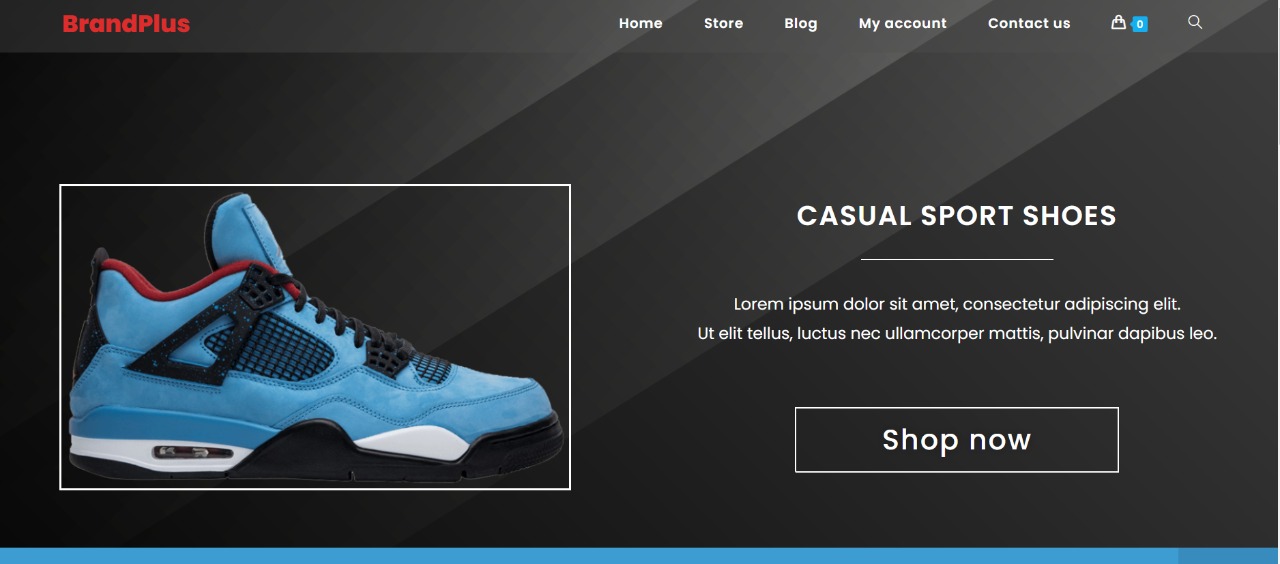 BrandPlus
Home Store Blog My account Contact us 0
CASUAL SPORT SHOES
Lorem ipsum dolor sit amet, consectetur adipiscing elit.
Ut elit tellus, luctus nec ullamcorper mattis, pulvinar dapibus leo.
Shop now